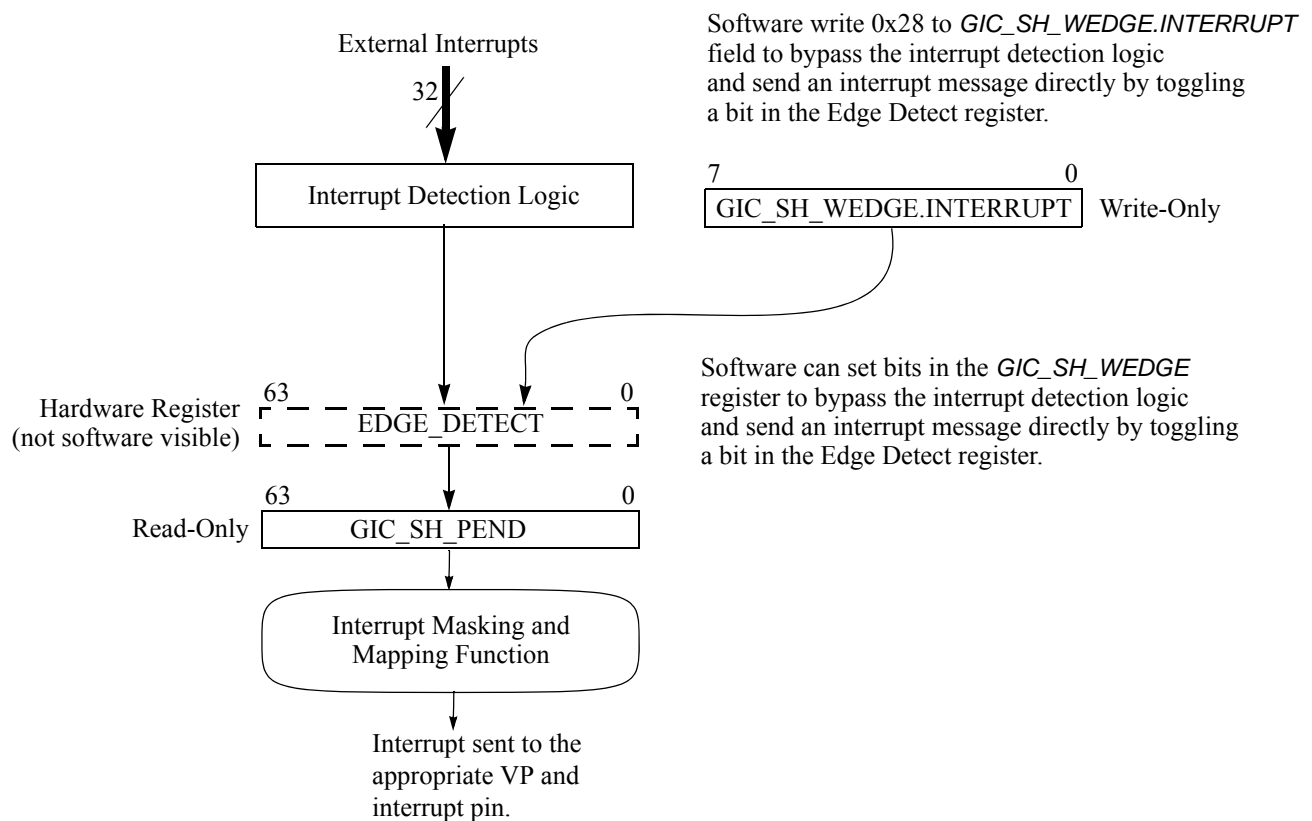 Software write 0x28 to GIC_SH_WEDGE.INTERRUPT
field to bypass the interrupt detection logic
and send an interrupt message directly by toggling
a bit in the Edge Detect register.
External Interrupts
32
7 0
Interrupt Detection Logic
GIC_SH_WEDGE.INTERRUPT Write-Only
Software can set bits in the GIC_SH_WEDGE
register to bypass the interrupt detection logic
and send an interrupt message directly by toggling
a bit in the Edge Detect register.
63 0
Hardware Register
(not software visible)
EDGE_DETECT
63 0
Read-Only GIC_SH_PEND
Interrupt Masking and
Mapping Function
Interrupt sent to the
appropriate VP and
interrupt pin.